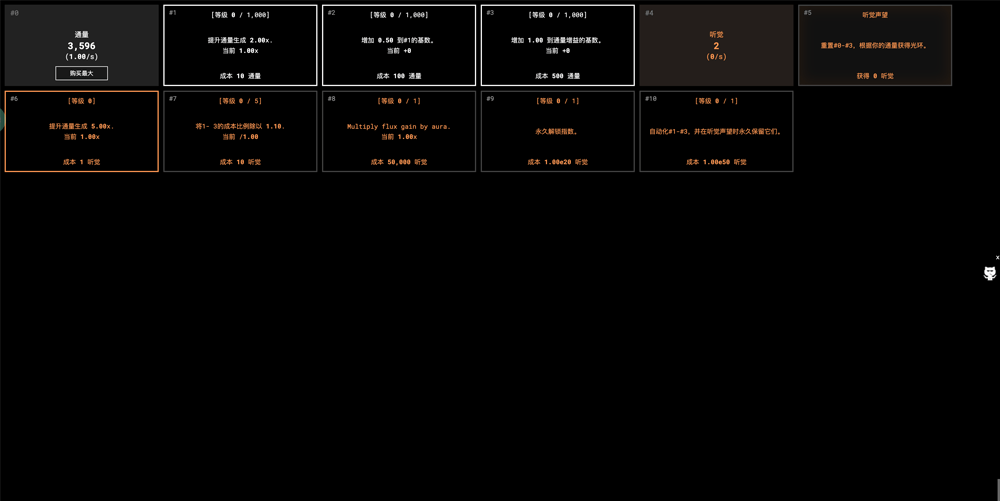 #0
通量
3,596
(1.00/s)
购买最大
#1
[等级 0 / 1,000]
提升通量生成 2.00x.
当前 1.00x
成本 10 通量
#2
[等级 0 / 1,000]
增加 0.50 到#1的基数。
当前 +0
成本 100 通量
#3
[等级 0 / 1,000]
增加 1.00 到通量增益的基数。
当前 +0
成本 500 通量
#4
听觉
2
(0/s)
#5
听觉声望
重置#0-#3, 根据你的通量获得光环。
获得 0 听觉
#6
[等级 0]
提升通量生成 5.00x.
当前 1.00x
成本 1 听觉
#7
[等级 0 / 5]
将1- 3的成本比例除以 1.10.
当前 /1.00
成本 10 听觉
#8
[等级 0 / 1]
Multiply flux gain by aura.
当前 1.00x
成本 50,000 听觉
#9
[等级 0 / 1]
永久解锁指数。
成本 1.00e20 听觉
#10
[等级 0 / 1]
自动化#1-#3, 并在听觉声望时永久保留它们。
成本 1.00e50 听觉
x